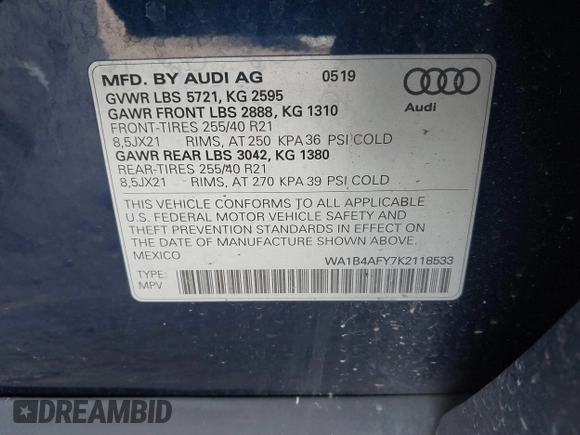 MFD. BY AUDI AG 0519
GVWR LBS 5721, KG 2595
GAWR FRONT LBS 2888, KG 1310
FRONT-TIRES 255/40 R21
8,5JX21 RIMS, AT 250 KPA 36 PSI COLD
GAWR REAR LBS 3042, KG 1380
REAR-TIRES 255/40 R21
8,5JX21 RIMS, AT 270 KPA 39 PSI COLD
Audi
THIS VEHICLE CONFORMS TO ALL APPLICABLE
U.S. FEDERAL MOTOR VEHICLE SAFETY AND
THEFT PREVENTION STANDARDS IN EFFECT ON
THE DATE OF MANUFACTURE SHOWN ABOVE.
MEXICO WA1B4AFY7K2118533
TYPE:
MPV
DREAMBID